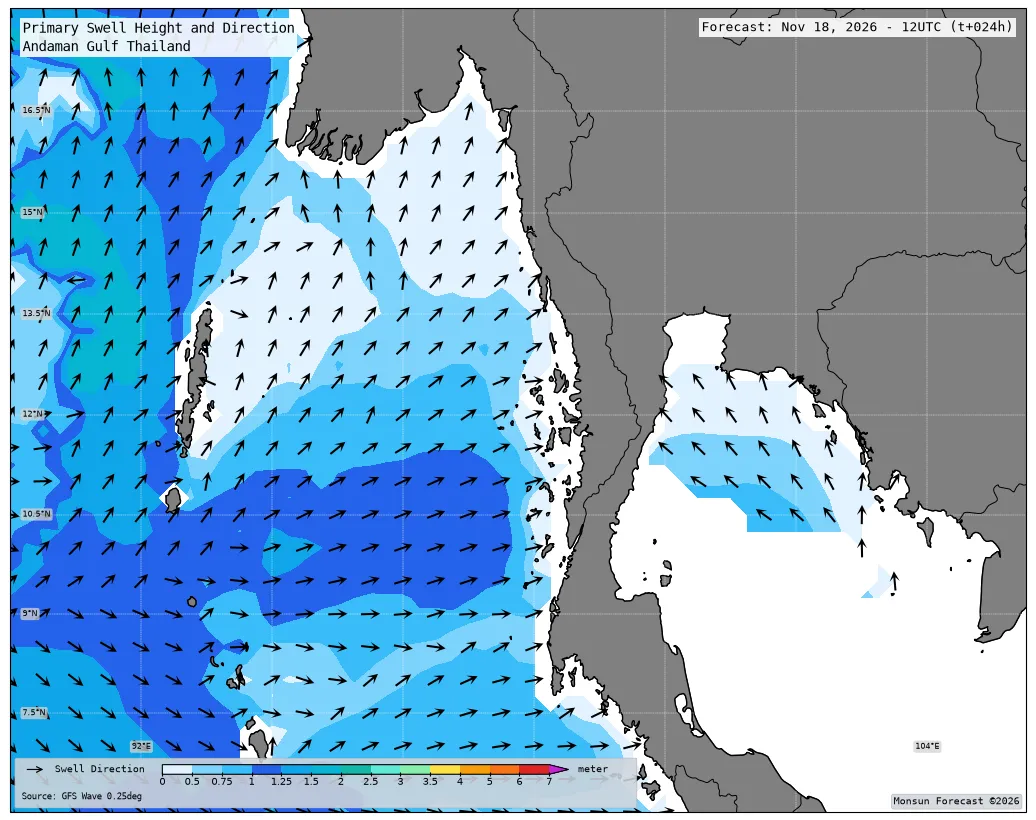 Primary Swell Height and Direction
Andaman Gulf Thailand
Forecast: Nov 18, 2026 - 12UTC (t+024h)
16.5°N
15°N
13.5°N
12°N
10.5°N
9°N
7.5°N
92°E
104°E
Swell Direction
meter
0 0.5 0.75 1.25 1.5 2 2.5 3 3.5 4 5 6 7
Source: GFS Wave 0.25deg
Monsun Forecast ©2026